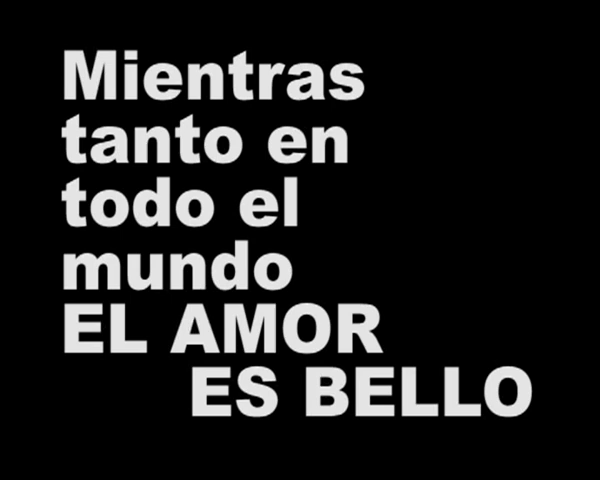 Mientras
tanto en
todo el
mundo
EL AMOR
ES BELLO